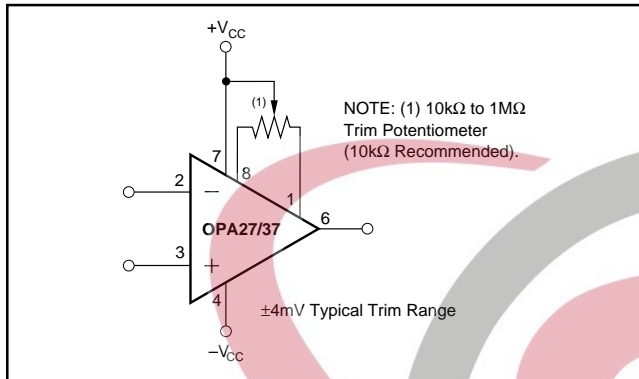 +VCC
(1)
NOTE: (1) 10kΩ to 1MΩ
Trim Potentiometer
(10kΩ Recommended).
7
8
2
−
1
6
OPA27/37
3
+
4
±4mV Typical Trim Range
−VCC